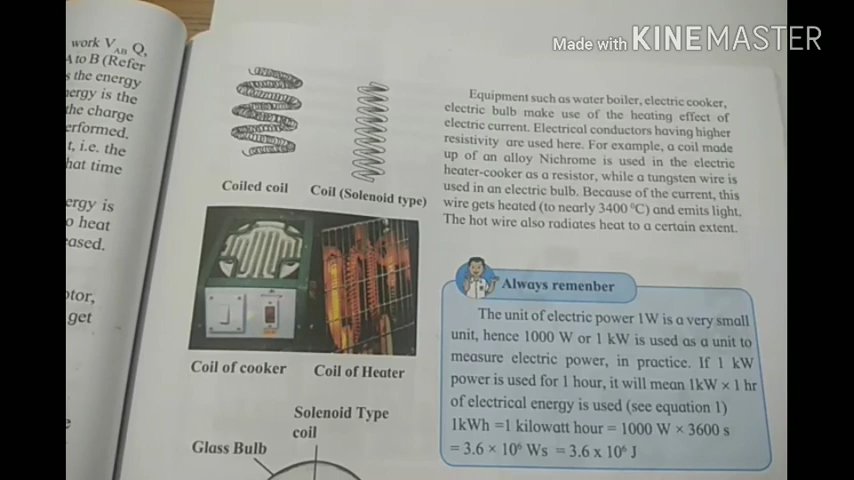 Made with KINEMASTER
work V_AB Q,
A to B (Refer
s the energy
nergy is the
the charge
erformed.
t, i.e. the
hat time
ergy is
o heat
eased.
otor,
get
Coiled coil
Coil (Solenoid type)
Coil of cooker
Coil of Heater
Solenoid Type
coil
Glass Bulb
Equipment such as water boiler, electric cooker,
electric bulb make use of the heating effect of
electric current. Electrical conductors having higher
resistivity are used here. For example, a coil made
up of an alloy Nichrome is used in the electric
heater-cooker as a resistor, while a tungsten wire is
used in an electric bulb. Because of the current, this
wire gets heated (to nearly 3400 ⁰C) and emits light.
The hot wire also radiates heat to a certain extent.
Always remenber
The unit of electric power 1W is a very small
unit, hence 1000 W or 1 kW is used as a unit to
measure electric power, in practice. If 1 kW
power is used for 1 hour, it will mean 1kW × 1 hr
of electrical energy is used (see equation 1)
1kWh =1 kilowatt hour = 1000 W × 3600 s
= 3.6 × 10⁶ Ws = 3.6 x 10⁶ J